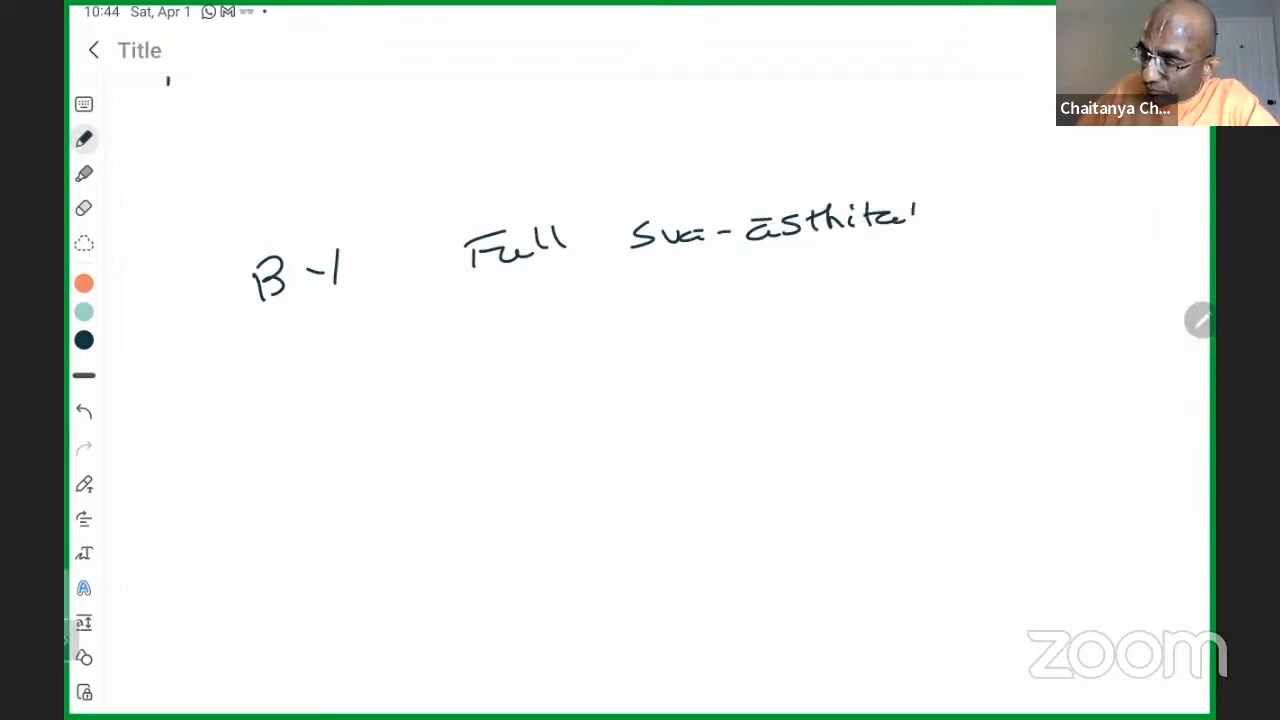 10:44 Sat, Apr 1
Title
Chaitanya Ch...
B-1 Full sva-āsthita
zoom